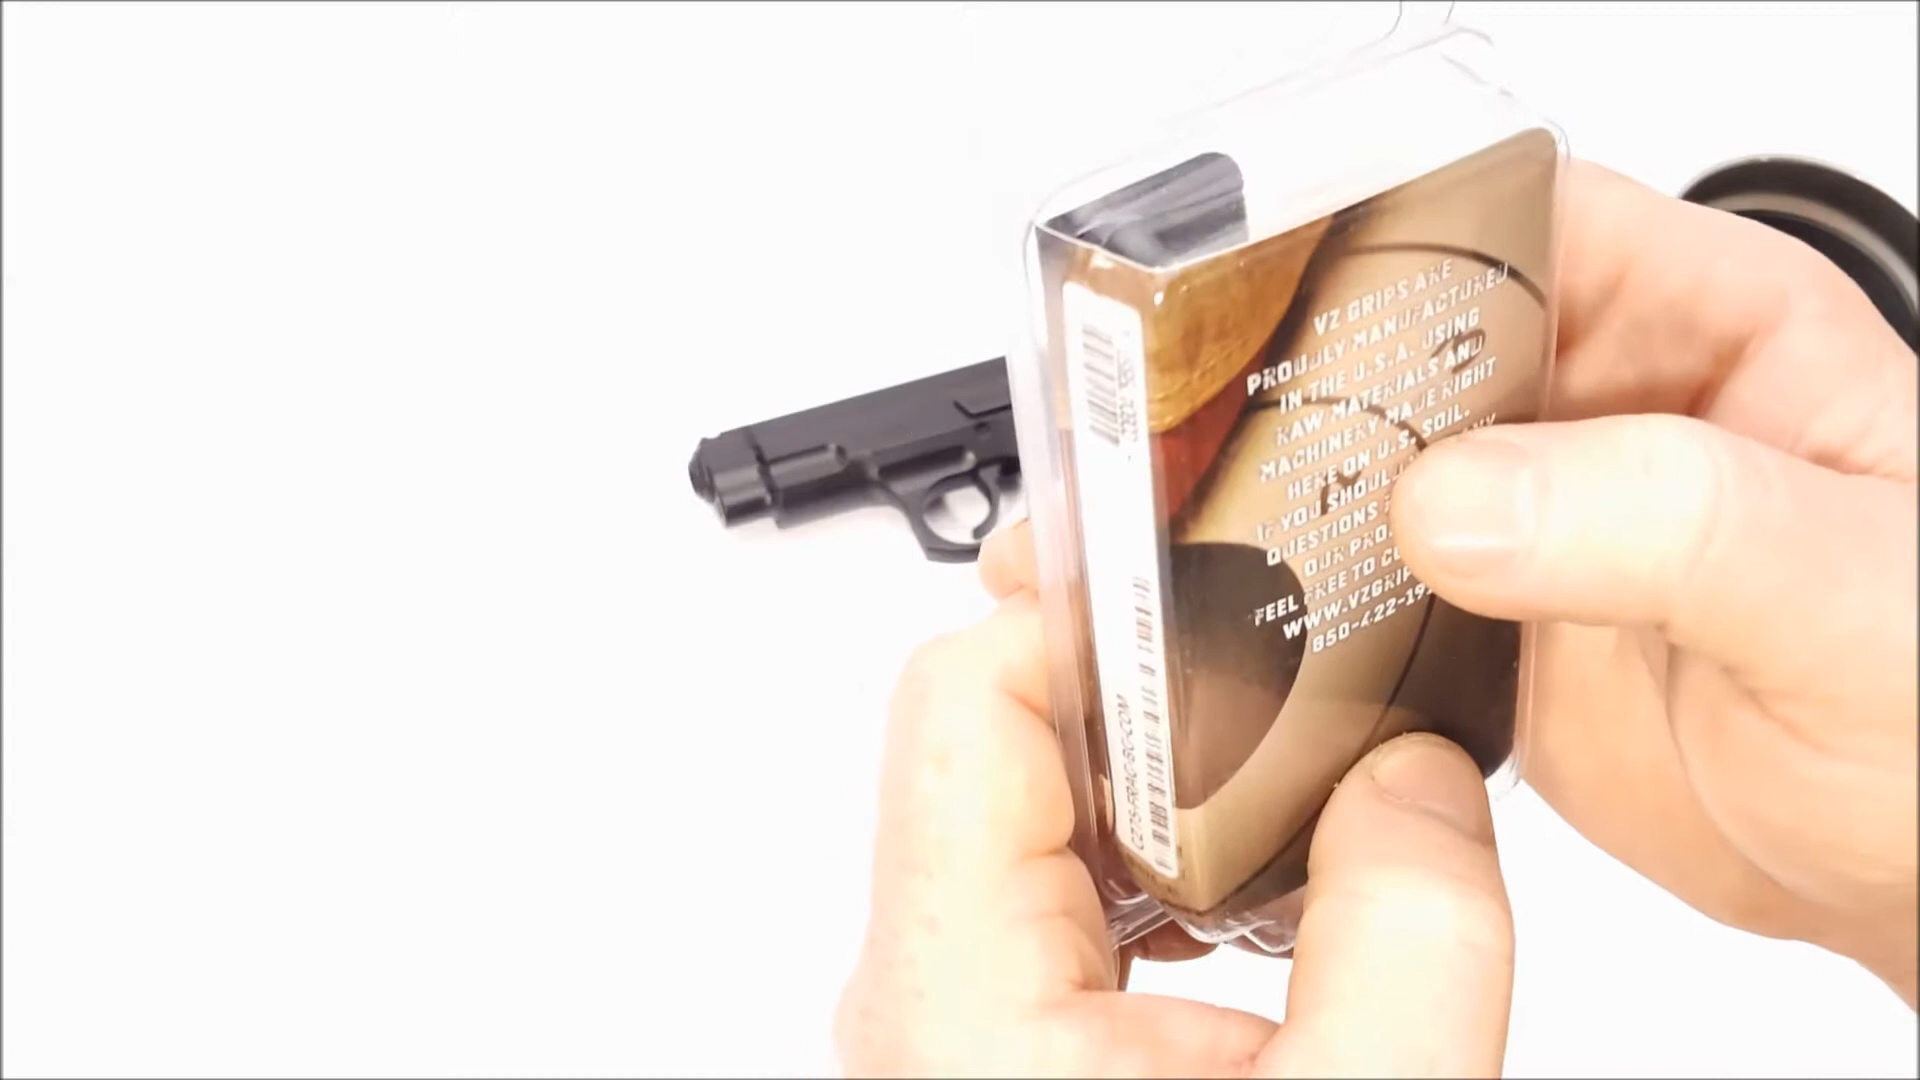 VZ GRIPS ARE
PROUDLY MANUFACTURED
IN THE U.S.A. USING
RAW MATERIALS AND
MACHINERY MADE RIGHT
HERE ON U.S. SOIL.
IF YOU SHOULD
QUESTIONS
OUR
FEEL FREE TO
WWW.VZGRIP
850-422-19